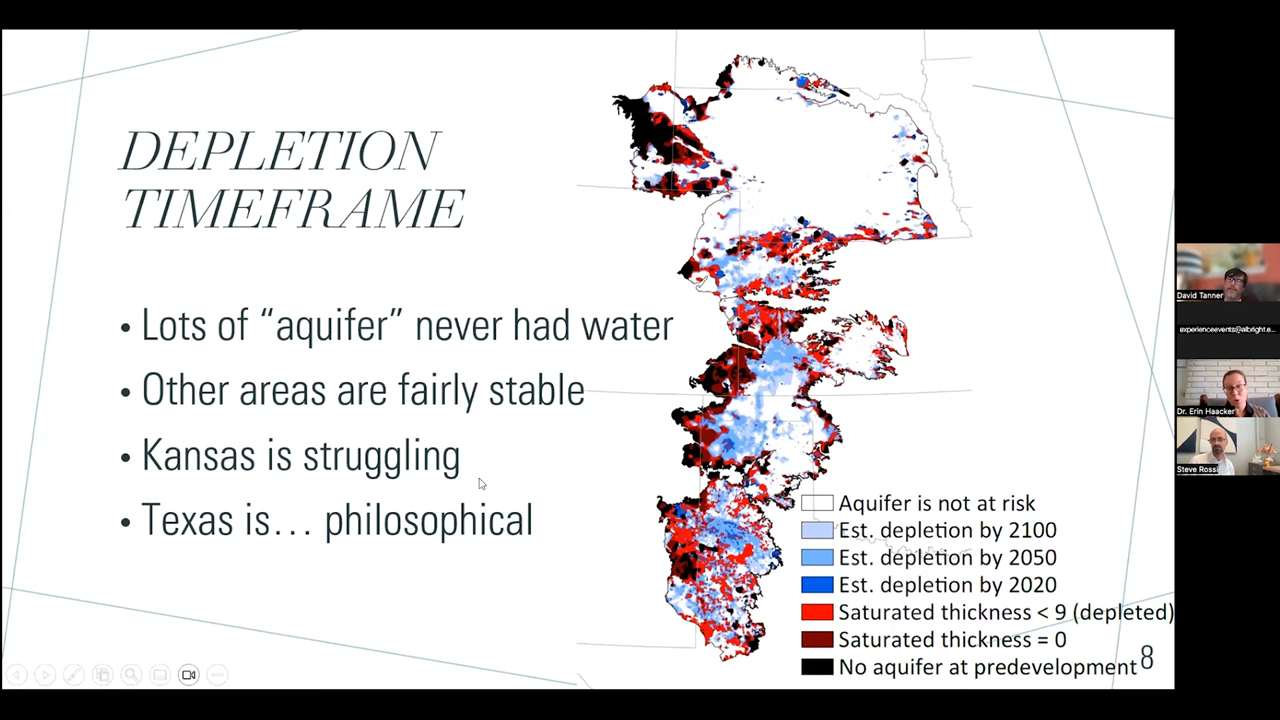 DEPLETION
TIMEFRAME
• Lots of “aquifer” never had water
• Other areas are fairly stable
• Kansas is struggling
• Texas is… philosophical
Aquifer is not at risk
Est. depletion by 2100
Est. depletion by 2050
Est. depletion by 2020
Saturated thickness < 9 (depleted)
Saturated thickness = 0
No aquifer at predevelopment
8
David Tanner
experienceevents@albright.e...
Dr. Erin Haacker
Steve Rossi